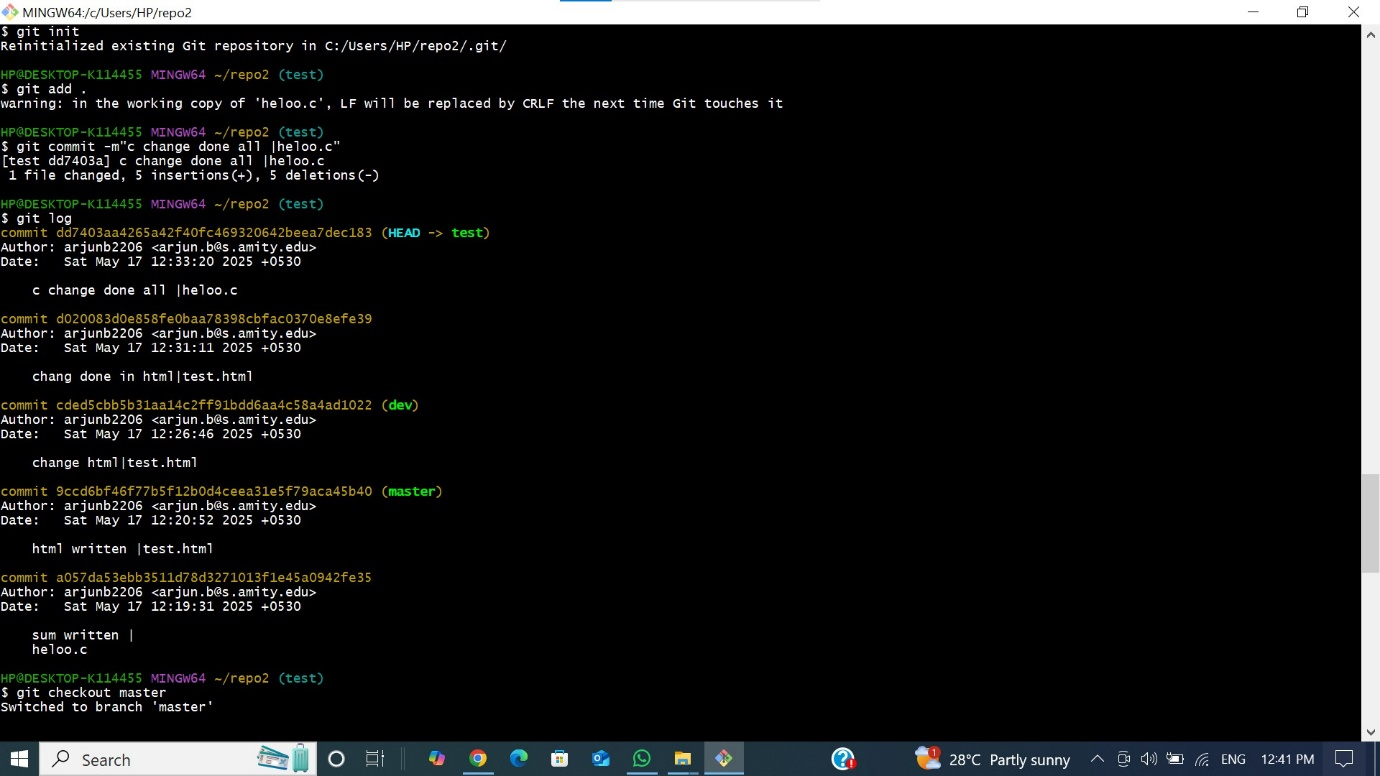 MINGW64:/c/Users/HP/repo2
$ git init
Reinitialized existing Git repository in C:/Users/HP/repo2/.git/
HP@DESKTOP-K114455 MINGW64 ~/repo2 (test)
$ git add .
warning: in the working copy of 'heloo.c', LF will be replaced by CRLF the next time Git touches it
HP@DESKTOP-K114455 MINGW64 ~/repo2 (test)
$ git commit -m"c change done all |heloo.c"
[test dd7403a] c change done all |heloo.c
1 file changed, 5 insertions(+), 5 deletions(-)
HP@DESKTOP-K114455 MINGW64 ~/repo2 (test)
$ git log
commit dd7403aa4265a42f40fc469320642beea7dec183 (HEAD -> test)
Author: arjunb2206 <arjun.b@s.amity.edu>
Date:   Sat May 17 12:33:20 2025 +0530
c change done all |heloo.c
commit d020083d0e858fe0baa78398cbfac0370e8efe39
Author: arjunb2206 <arjun.b@s.amity.edu>
Date:   Sat May 17 12:31:11 2025 +0530
chang done in html|test.html
commit cded5cbb5b31aa14c2ff91bdd6aa4c58a4ad1022 (dev)
Author: arjunb2206 <arjun.b@s.amity.edu>
Date:   Sat May 17 12:26:46 2025 +0530
change html|test.html
commit 9ccd6bf46f77b5f12b0d4ceea31e5f79aca45b40 (master)
Author: arjunb2206 <arjun.b@s.amity.edu>
Date:   Sat May 17 12:20:52 2025 +0530
html written |test.html
commit a057da53ebb3511d78d3271013f1e45a0942fe35
Author: arjunb2206 <arjun.b@s.amity.edu>
Date:   Sat May 17 12:19:31 2025 +0530
sum written |
heloo.c
HP@DESKTOP-K114455 MINGW64 ~/repo2 (test)
$ git checkout master
Switched to branch 'master'
Search
1
28°C Partly sunny
ENG
12:41 PM